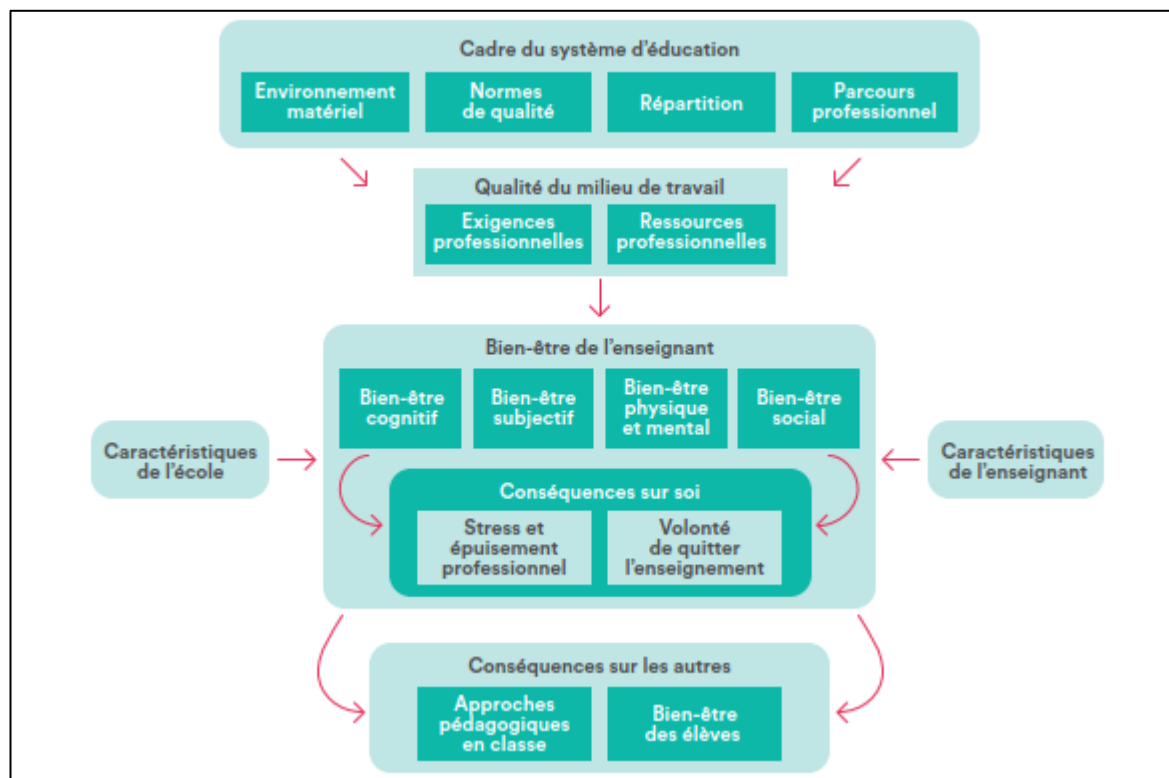 Cadre du système d'éducation
Environnement
matériel
Normes
de qualité
Répartition
Parcours
professionnel
Qualité du milieu de travail
Exigences
professionnelles
Ressources
professionnelles
Bien-être de l'enseignant
Bien-être
cognitif
Bien-être
subjectif
Bien-être
physique
et mental
Bien-être
social
Caractéristiques
de l'école
Caractéristiques
de l'enseignant
Conséquences sur soi
Stress et
épuisement
professionnel
Volonté
de quitter
l'enseignement
Conséquences sur les autres
Approches
pédagogiques
en classe
Bien-être
des élèves